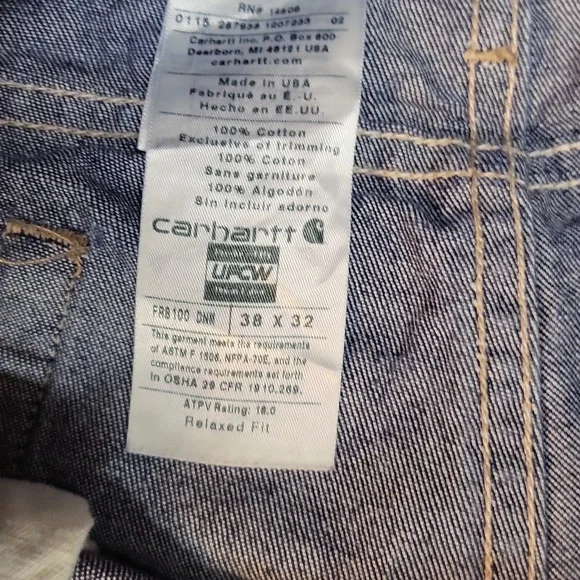 RN# 14806
0115 267938 1207233 02
Carhartt Inc. P.O. Box 600
Dearborn, MI 48121 USA
carhartt.com
Made in USA
Fabriqué au É.-U.
Hecho en EE.UU.
100% Cotton
Exclusive of trimming
100% Coton
Sans garniture
100% Algodón
Sin incluir adorno
carhartt
UFCW
FRB100 DNM 38 X 32
This garment meets the requirements
of ASTM F 1506, NFPA-70E, and the
compliance requirements set forth
in OSHA 29 CFR 1910.269.
ATPV Rating: 16.0
Relaxed Fit